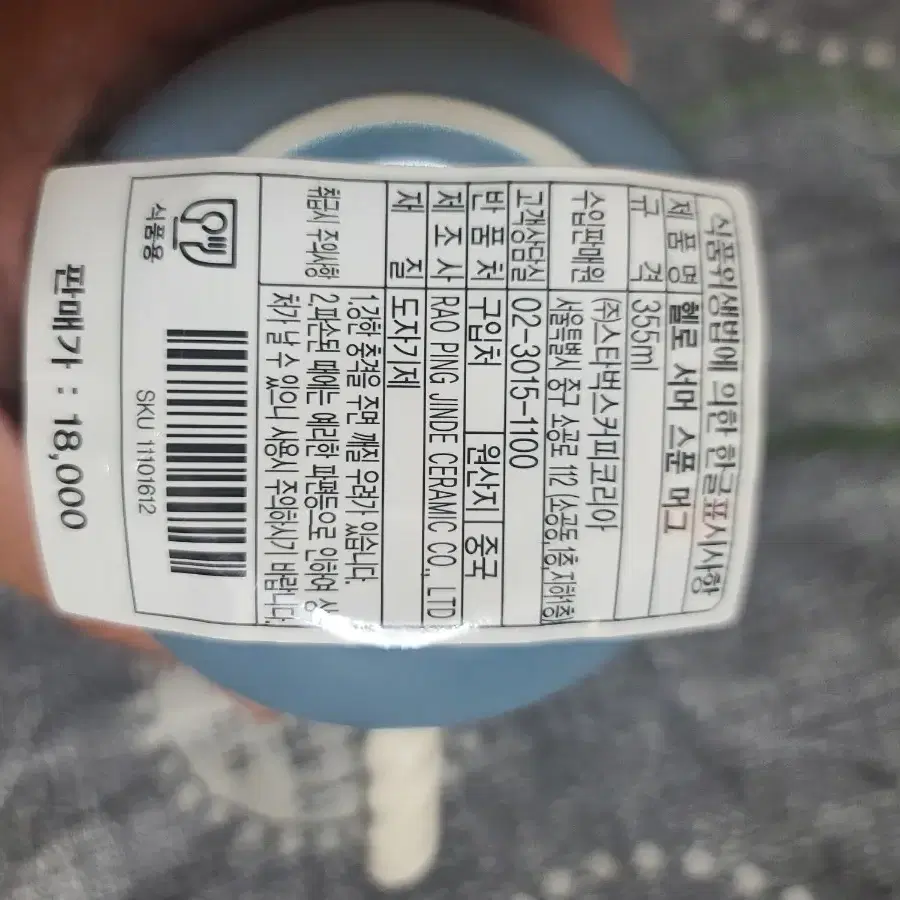 식품위생법에 의한 한글표시사항
제 품 명 헬로 서머 스푼 머그
규 격 355ml
수입판매원 (주)스타벅스커피코리아
서울특별시 중구 소공로 112 (소공동,1층,지하1층)
고객상담실 02-3015-1100
반 품 처 구입처 원산지 중국
제 조 사 RAO PING JINDE CERAMIC CO., LTD
재 질 도자기제
취급시 주의사항 1.강한 충격을 주면 깨질 우려가 있습니다.
2.파손된 때에는 예리한 파편등으로 인하여 상
처가 날 수 있으니 사용시 주의하시기 바랍니다.
식품용
SKU 11101612
판매가 : 18,000